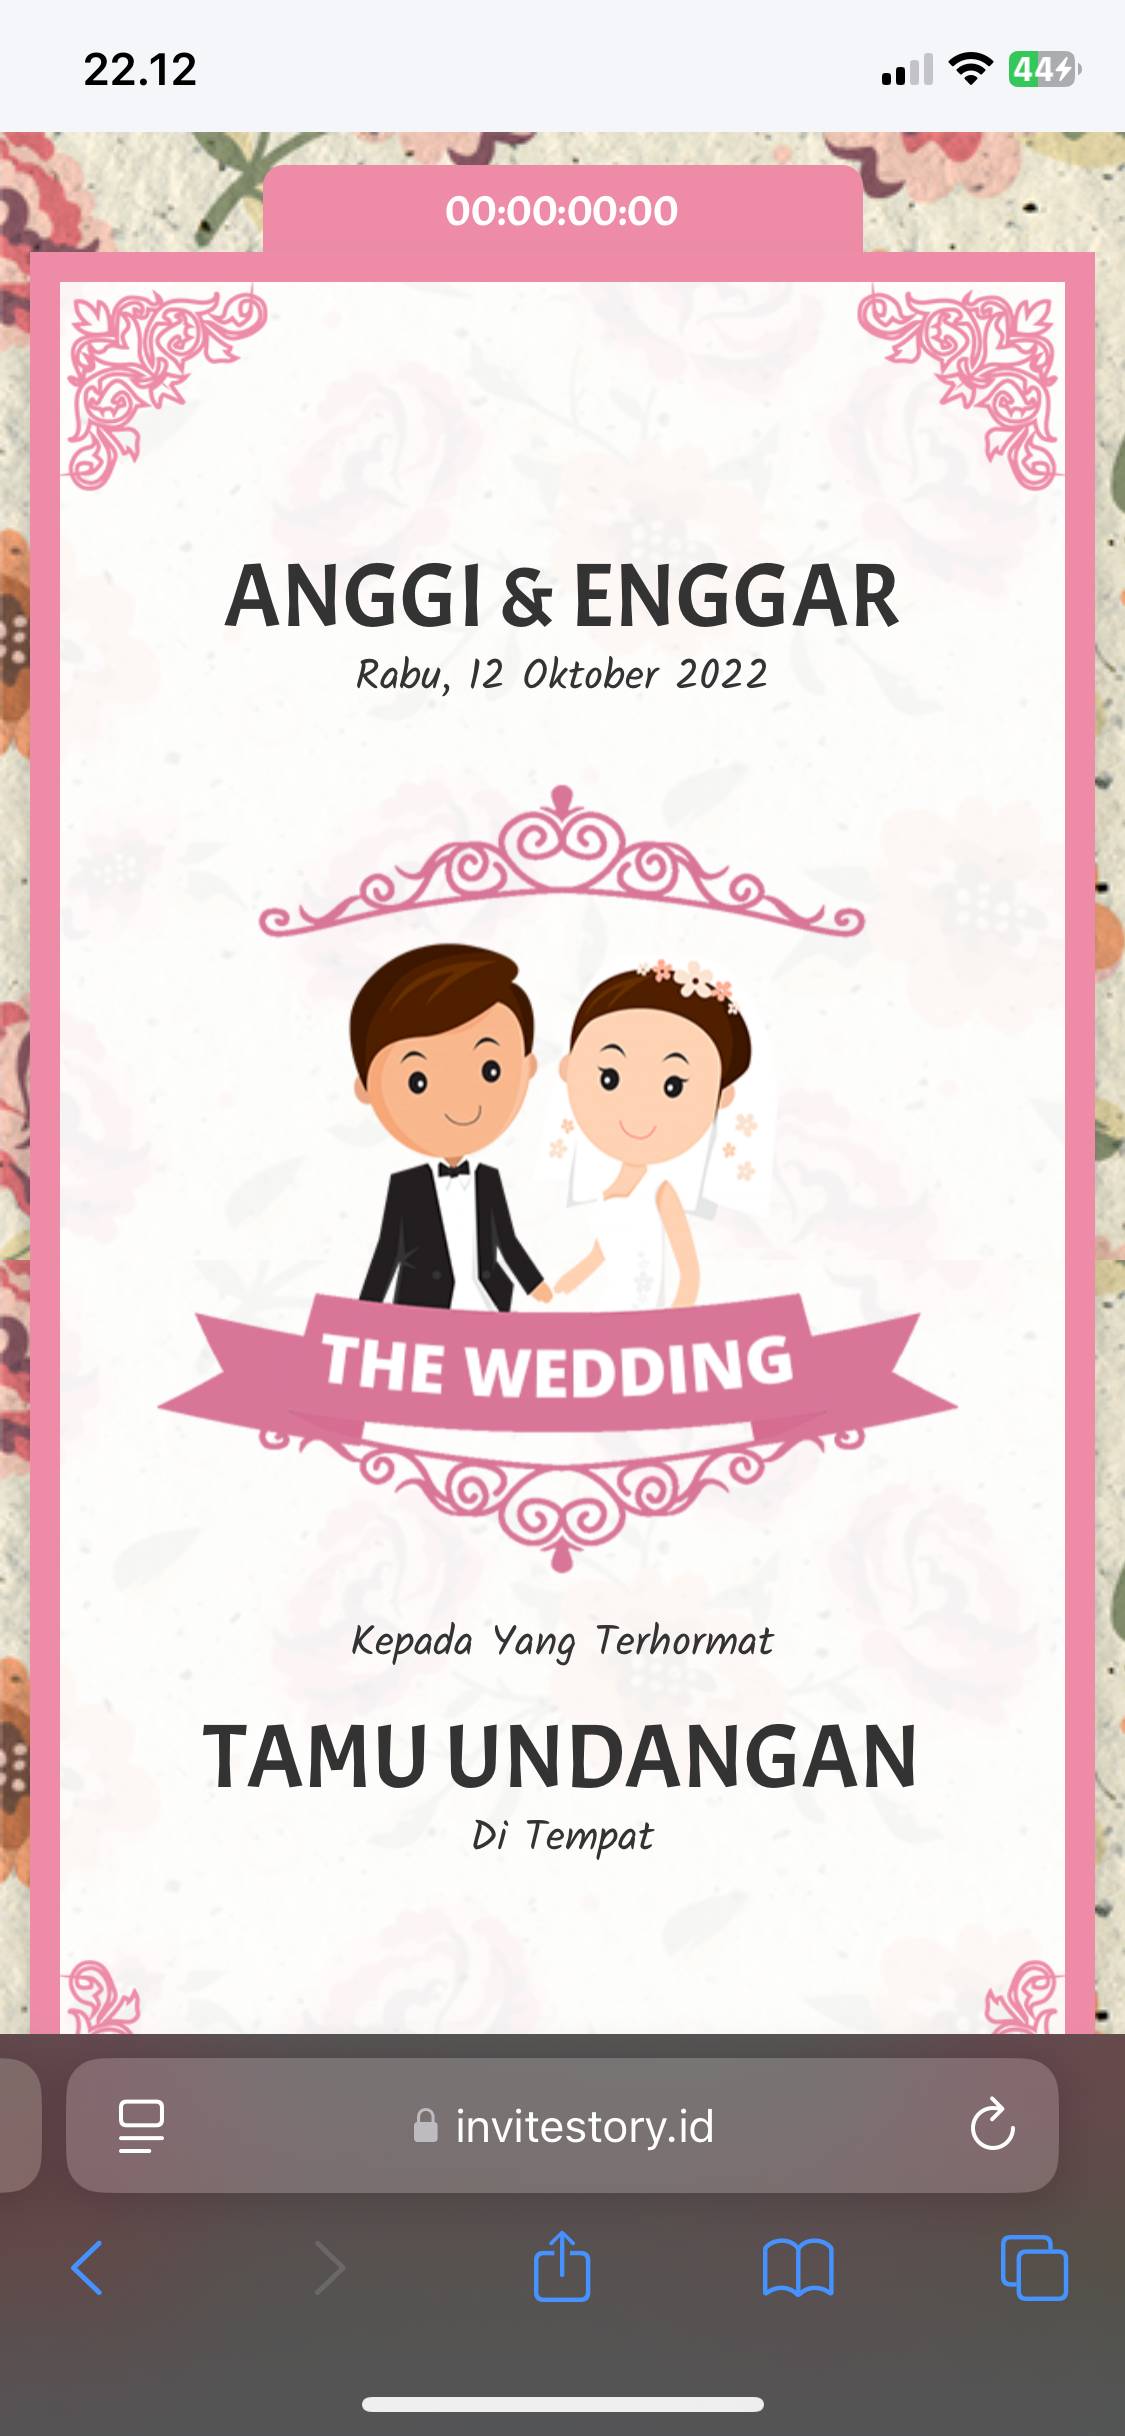 22.12
44
00:00:00:00
ANGGI & ENGGAR
Rabu, 12 Oktober 2022
THE WEDDING
Kepada Yang Terhormat
TAMU UNDANGAN
Di Tempat
invitestory.id